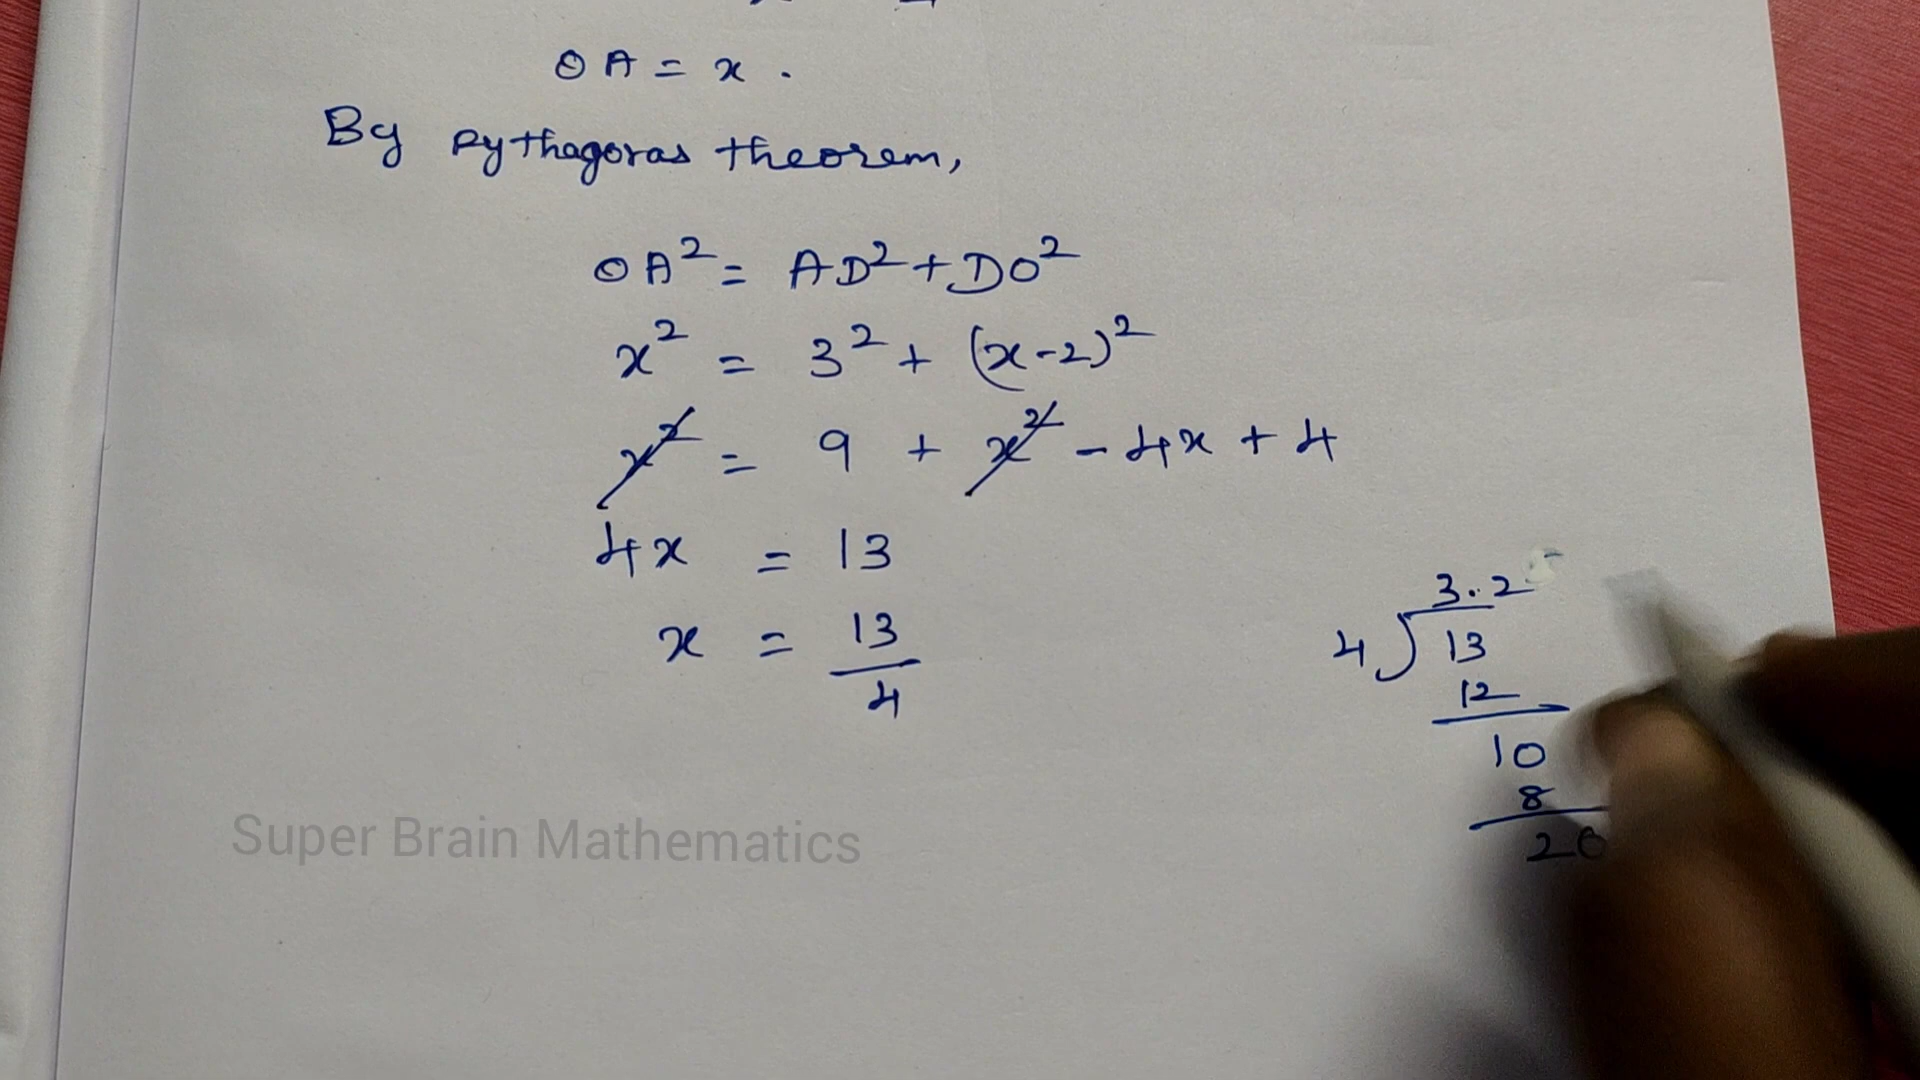 OA = x .
By pythagoras theorem,
OA² = AD² + DO²
x² = 3² + (x-2)²
x² = 9 + x² - 4x + 4
4x = 13
x = 13/4
3.2
4 ) 13
12
10
8
20
Super Brain Mathematics